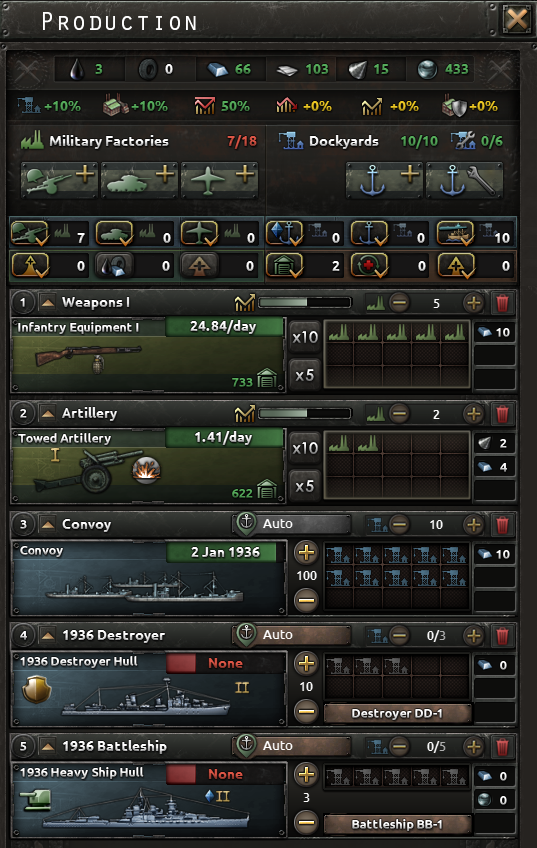 PRODUCTION
3 0 66 103 15 433
+10% +10% 50% +0% +0% +0%
Military Factories 7/18 Dockyards 10/10 0/6
7 0 0 0 0 10
0 0 0 2 0 0
1 Weapons I 5
Infantry Equipment I 24.84/day x10 10
733 x5
2 Artillery 2
Towed Artillery 1.41/day x10 2
I 4
622 x5
3 Convoy Auto 10
Convoy 2 Jan 1936 10
100
4 1936 Destroyer Auto 0/3
1936 Destroyer Hull None 0
II 10
Destroyer DD-1
5 1936 Battleship Auto 0/5
1936 Heavy Ship Hull None 0
II 3 0
Battleship BB-1